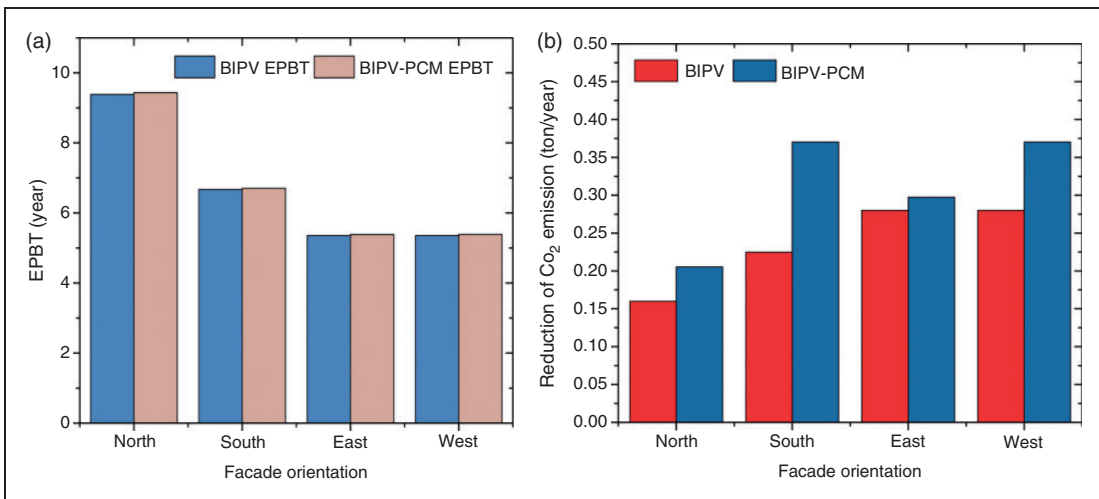 (a)
BIPV EPBT
BIPV-PCM EPBT
10
8
6
4
2
0
EPBT (year)
North South East West
Facade orientation
(b)
BIPV
BIPV-PCM
0.50
0.45
0.40
0.35
0.30
0.25
0.20
0.15
0.10
0.05
0.00
Reduction of Co₂ emission (ton/year)
North South East West
Facade orientation